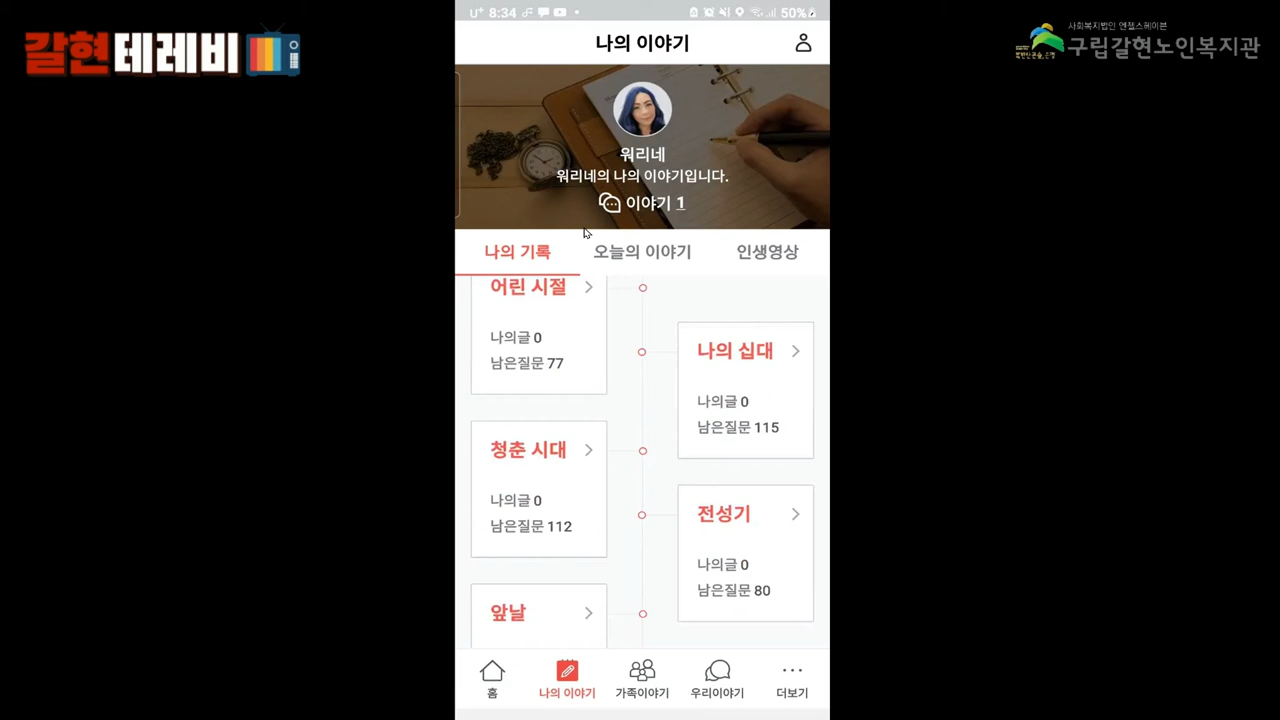 갈현테레비
사회복지법인 엔젤스헤이븐
구립갈현노인복지관
U+ 8:34
50%
나의 이야기
워리네
워리네의 나의 이야기입니다.
이야기 1
나의 기록
오늘의 이야기
인생영상
어린 시절
나의글 0
남은질문 77
나의 십대
나의글 0
남은질문 115
청춘 시대
나의글 0
남은질문 112
전성기
나의글 0
남은질문 80
앞날
홈
나의 이야기
가족이야기
우리이야기
더보기